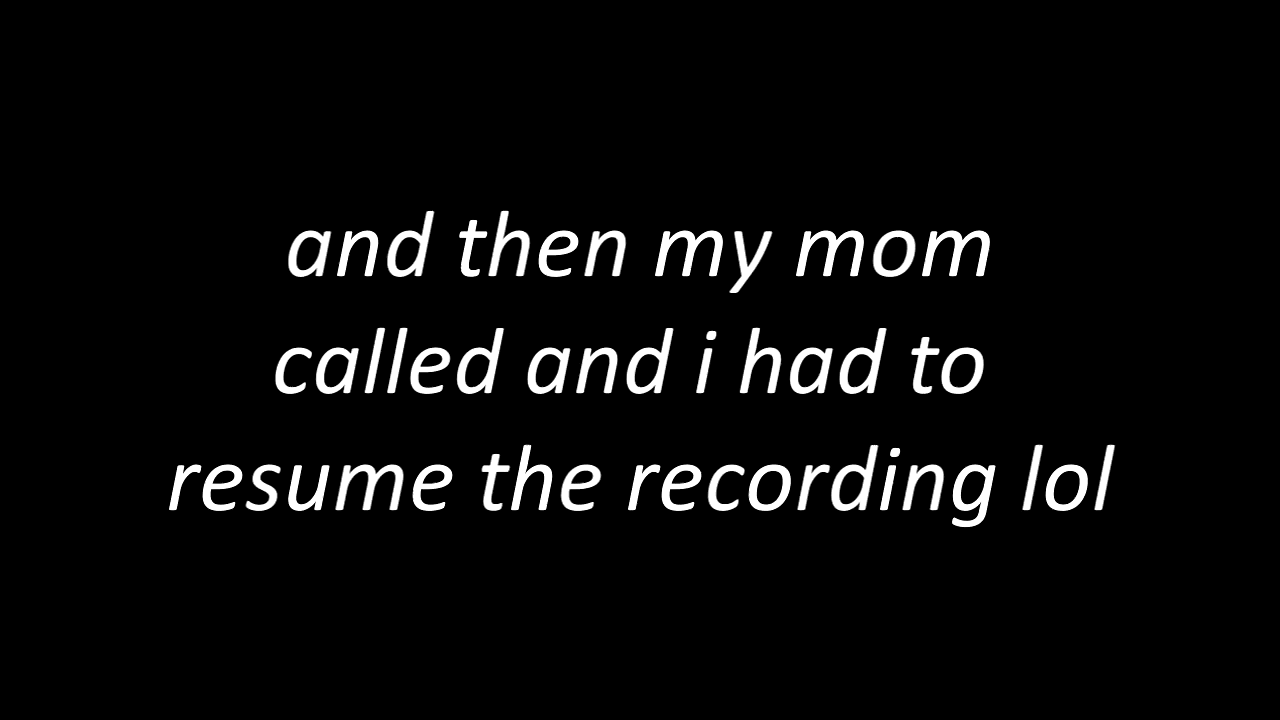 and then my mom
called and i had to
resume the recording lol